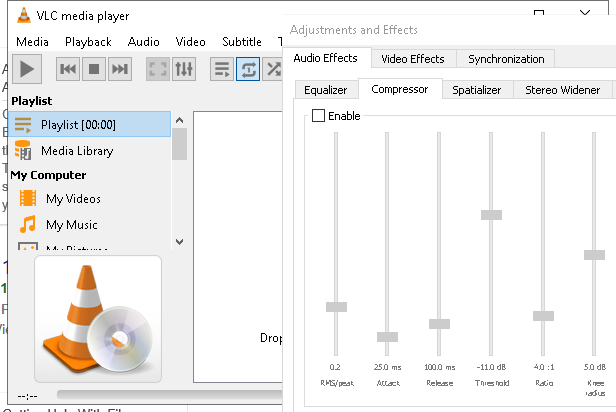 VLC media player
Media Playback Audio Video Subtitle T
Playlist
Playlist [00:00]
Media Library
My Computer
My Videos
My Music
My Pictures
Drop
--:--
Adjustments and Effects
Audio Effects Video Effects Synchronization
Equalizer Compressor Spatializer Stereo Widener
Enable
0.2 25.0 ms 100.0 ms -11.0 dB 4.0 :1 5.0 dB
RMS/peak Attack Release Threshold Ratio Knee
radius